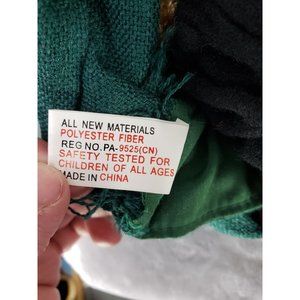 ALL NEW MATERIALS
POLYESTER FIBER
REG NO.PA-9525(CN)
SAFETY TESTED FOR
CHILDREN OF ALL AGES
MADE IN CHINA